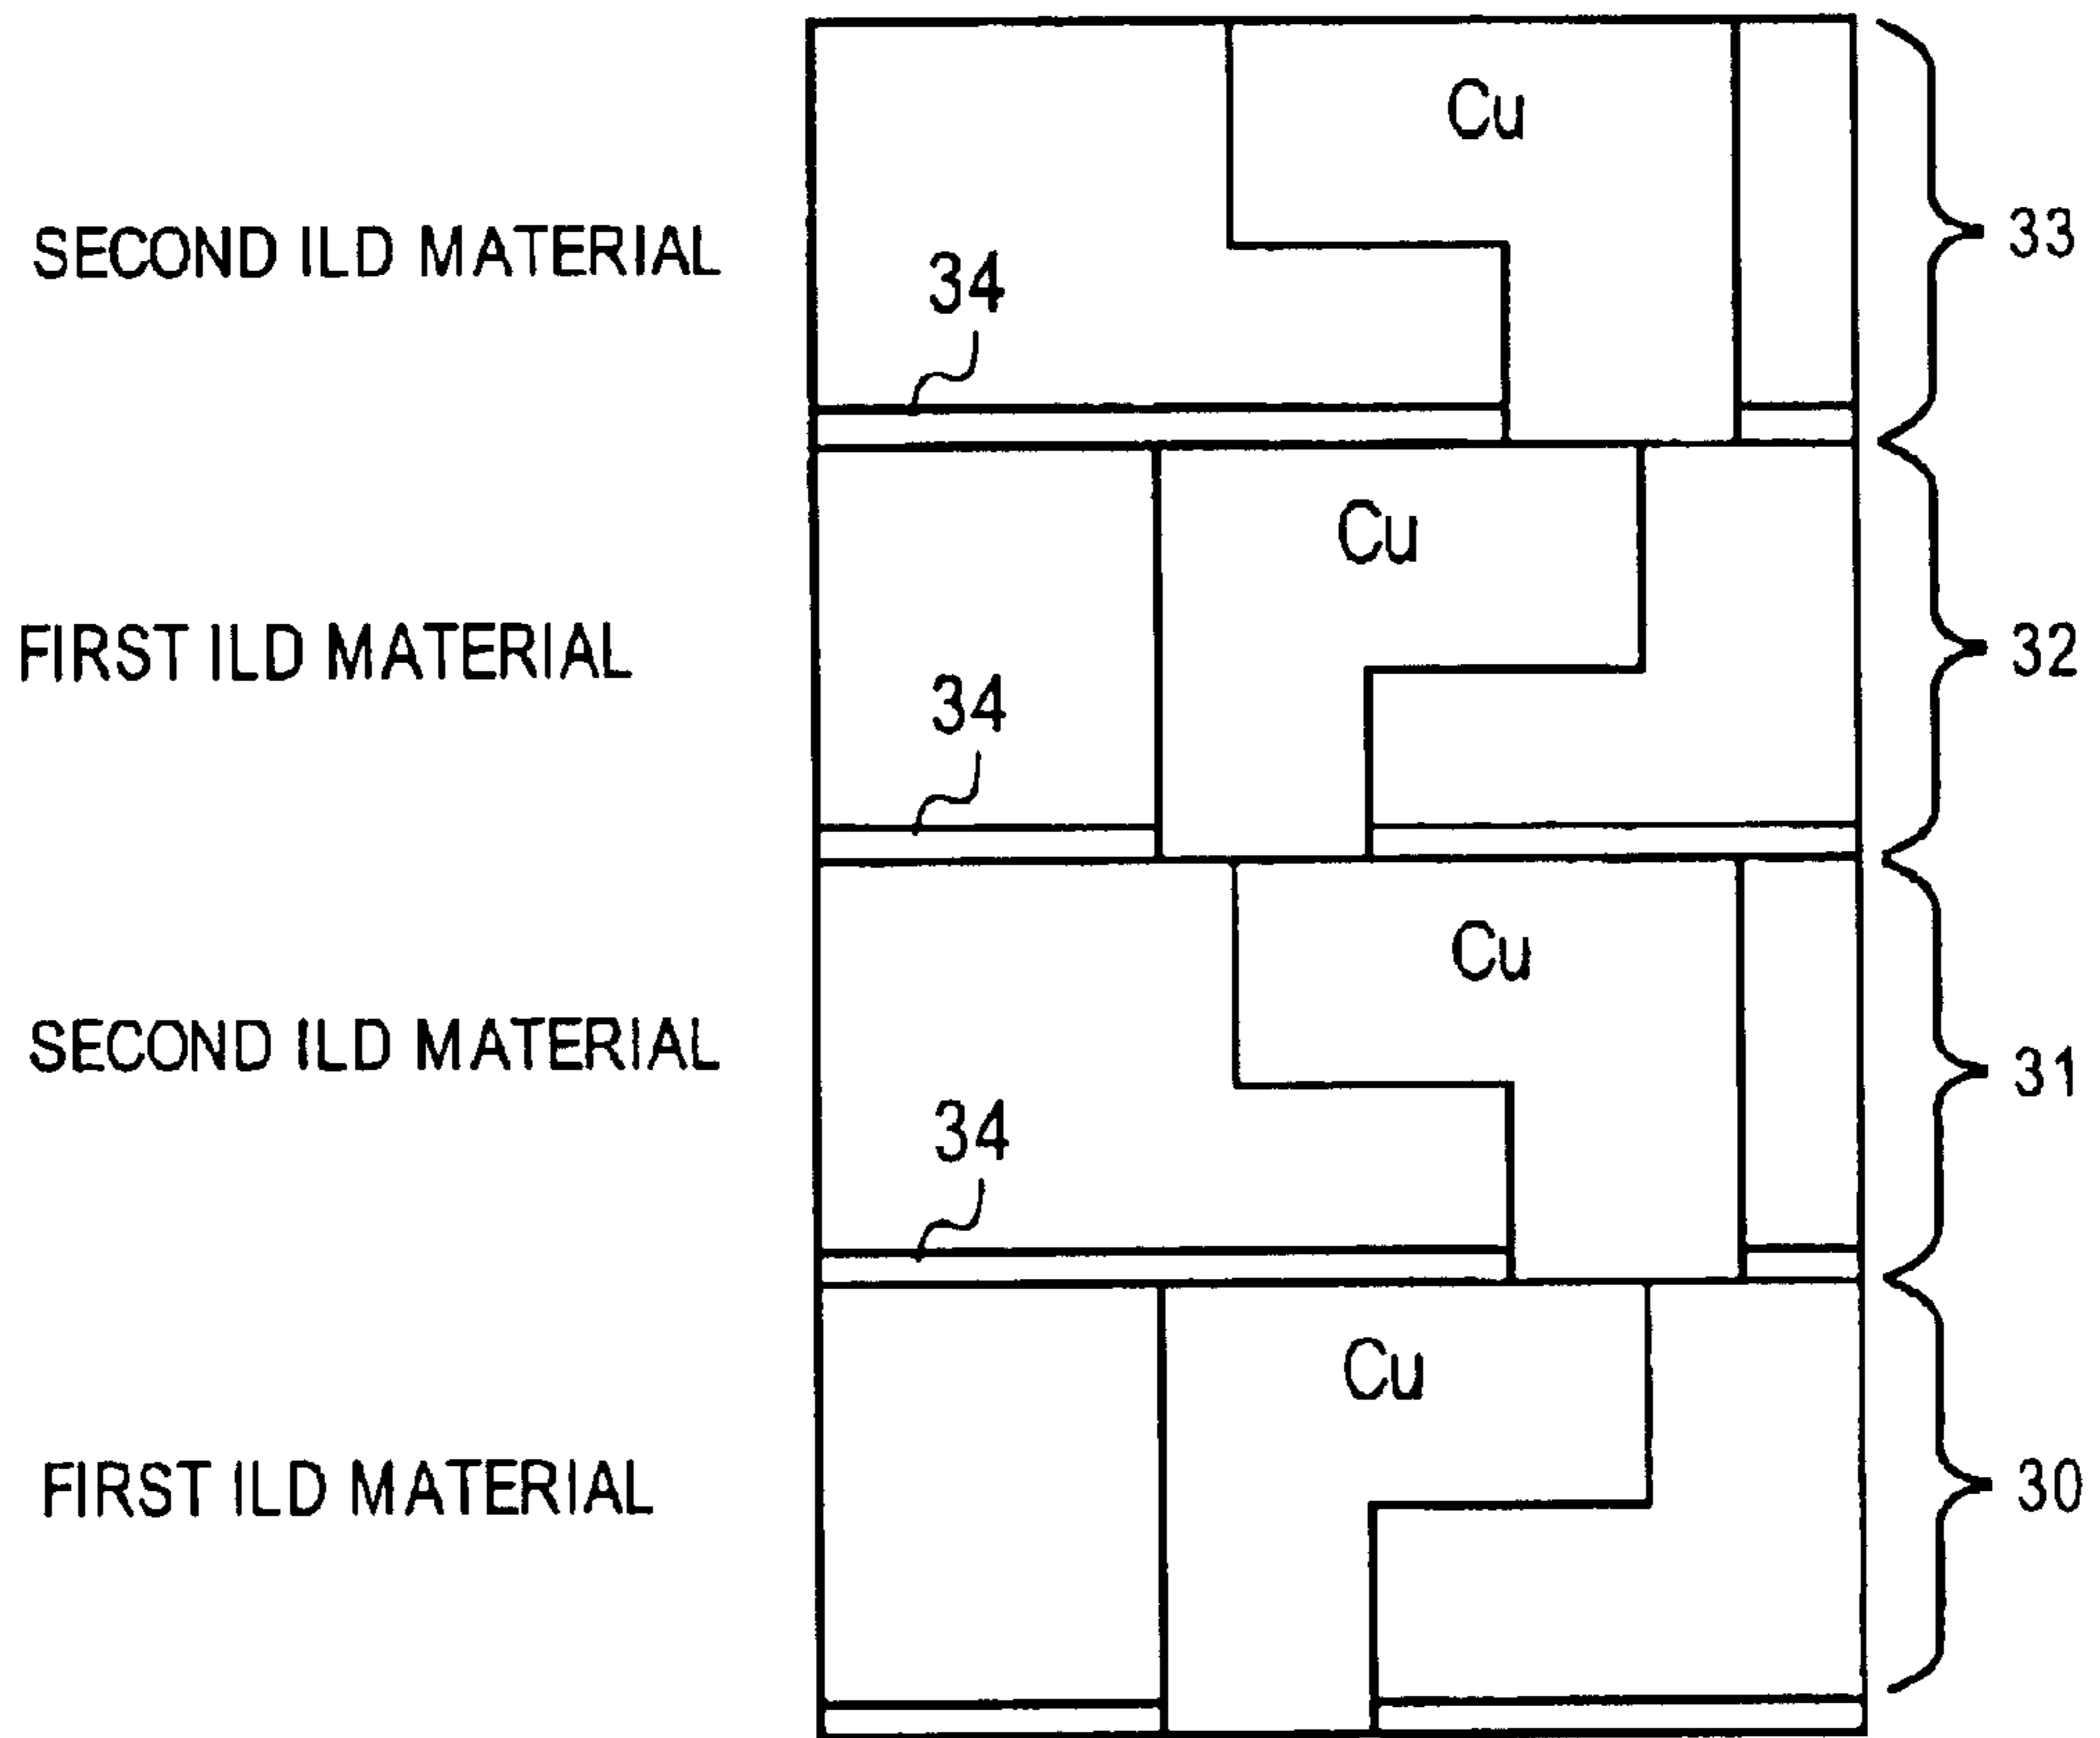 Cu
SECOND ILD MATERIAL
34
33
Cu
FIRST ILD MATERIAL
34
32
Cu
SECOND ILD MATERIAL
34
31
Cu
FIRST ILD MATERIAL
30